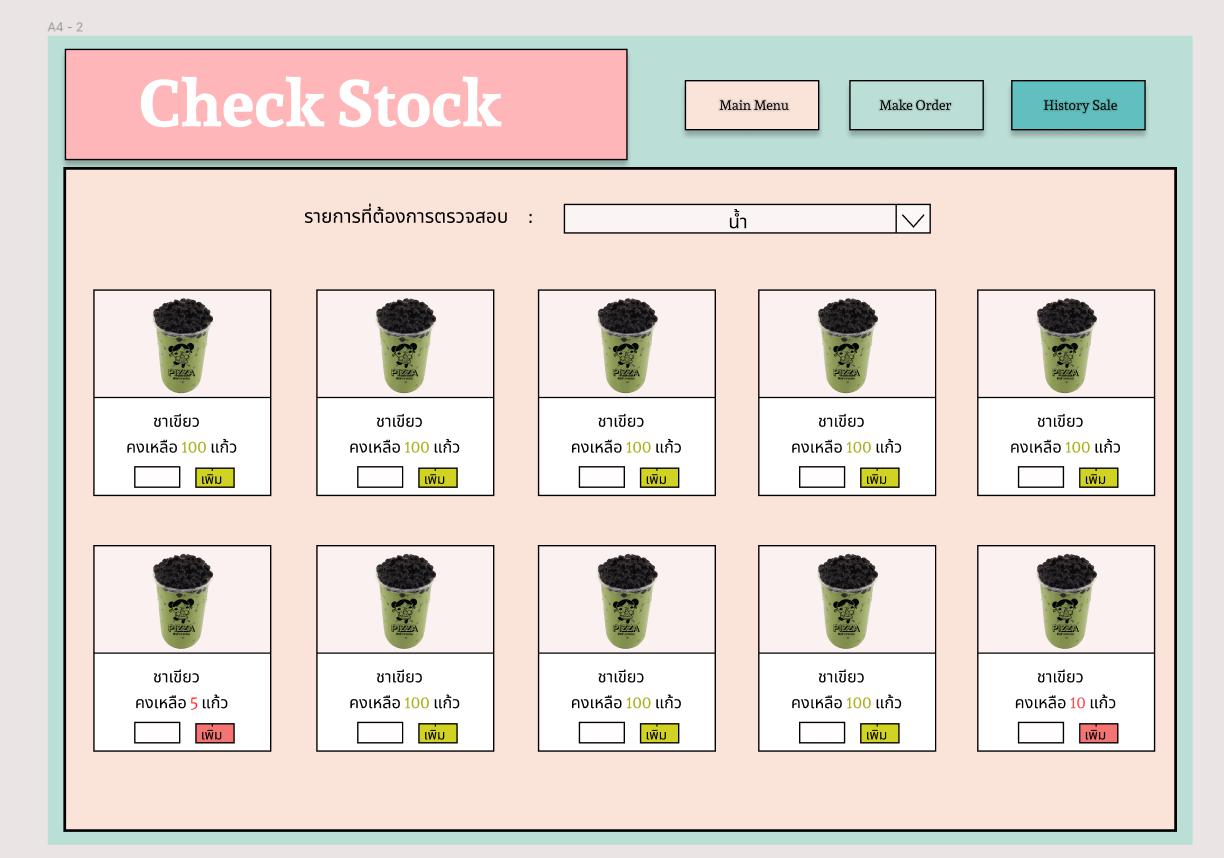 A4 - 2
Check Stock
Main Menu
Make Order
History Sale
รายการที่ต้องการตรวจสอบ :
น้ำ
PIZZA
PIZZA
PIZZA
PIZZA
PIZZA
ชาเขียว
ชาเขียว
ชาเขียว
ชาเขียว
ชาเขียว
คงเหลือ 100 แก้ว
คงเหลือ 100 แก้ว
คงเหลือ 100 แก้ว
คงเหลือ 100 แก้ว
คงเหลือ 100 แก้ว
เพิ่ม
เพิ่ม
เพิ่ม
เพิ่ม
เพิ่ม
PIZZA
PIZZA
PIZZA
PIZZA
PIZZA
ชาเขียว
ชาเขียว
ชาเขียว
ชาเขียว
ชาเขียว
คงเหลือ 5 แก้ว
คงเหลือ 100 แก้ว
คงเหลือ 100 แก้ว
คงเหลือ 100 แก้ว
คงเหลือ 10 แก้ว
เพิ่ม
เพิ่ม
เพิ่ม
เพิ่ม
เพิ่ม